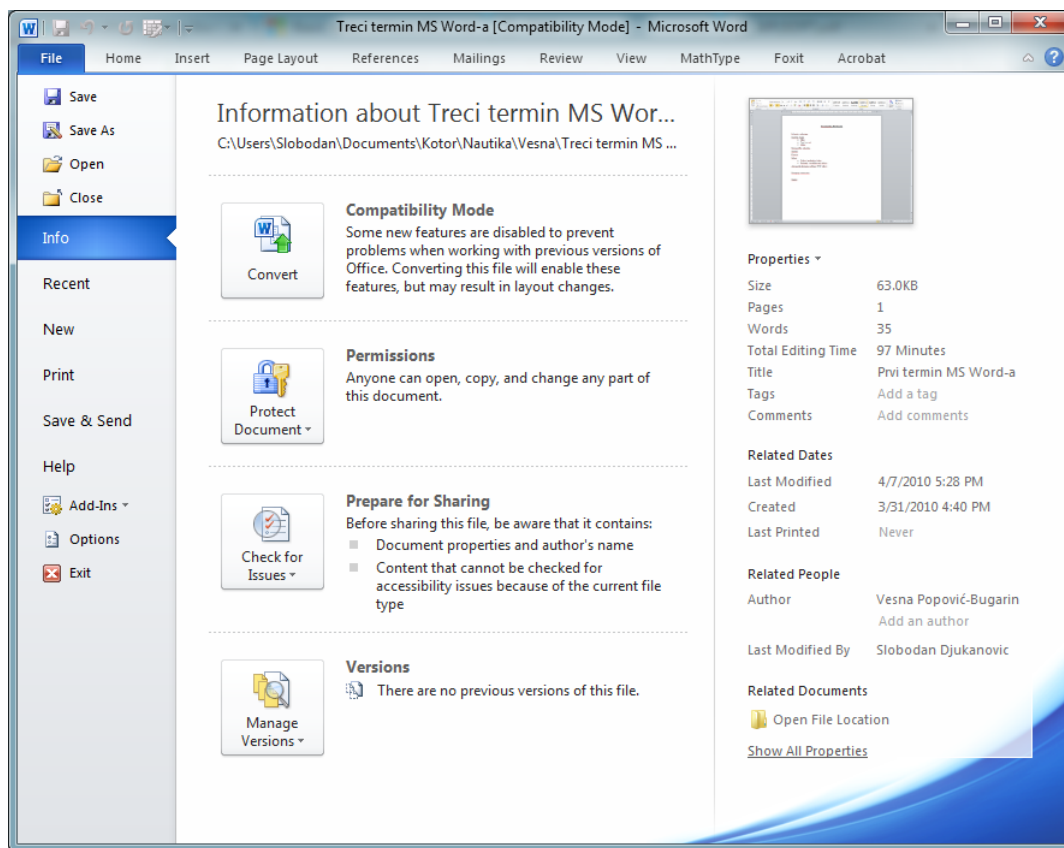 Treci termin MS Word-a [Compatibility Mode] - Microsoft Word
File Home Insert Page Layout References Mailings Review View MathType Foxit Acrobat
Save
Save As
Open
Close
Info
Recent
New
Print
Save & Send
Help
Add-Ins
Options
Exit
Information about Treci termin MS Wor...
C:\Users\Slobodan\Documents\Kotor\Nautika\Vesna\Treci termin MS ...
Convert
Compatibility Mode
Some new features are disabled to prevent
problems when working with previous versions of
Office. Converting this file will enable these
features, but may result in layout changes.
Protect
Document
Permissions
Anyone can open, copy, and change any part of
this document.
Check for
Issues
Prepare for Sharing
Before sharing this file, be aware that it contains:
Document properties and author's name
Content that cannot be checked for
accessibility issues because of the current file
type
Manage
Versions
Versions
There are no previous versions of this file.
Properties
Size 63.0KB
Pages 1
Words 35
Total Editing Time 97 Minutes
Title Prvi termin MS Word-a
Tags Add a tag
Comments Add comments
Related Dates
Last Modified 4/7/2010 5:28 PM
Created 3/31/2010 4:40 PM
Last Printed Never
Related People
Author Vesna Popović-Bugarin
Add an author
Last Modified By Slobodan Djukanovic
Related Documents
Open File Location
Show All Properties